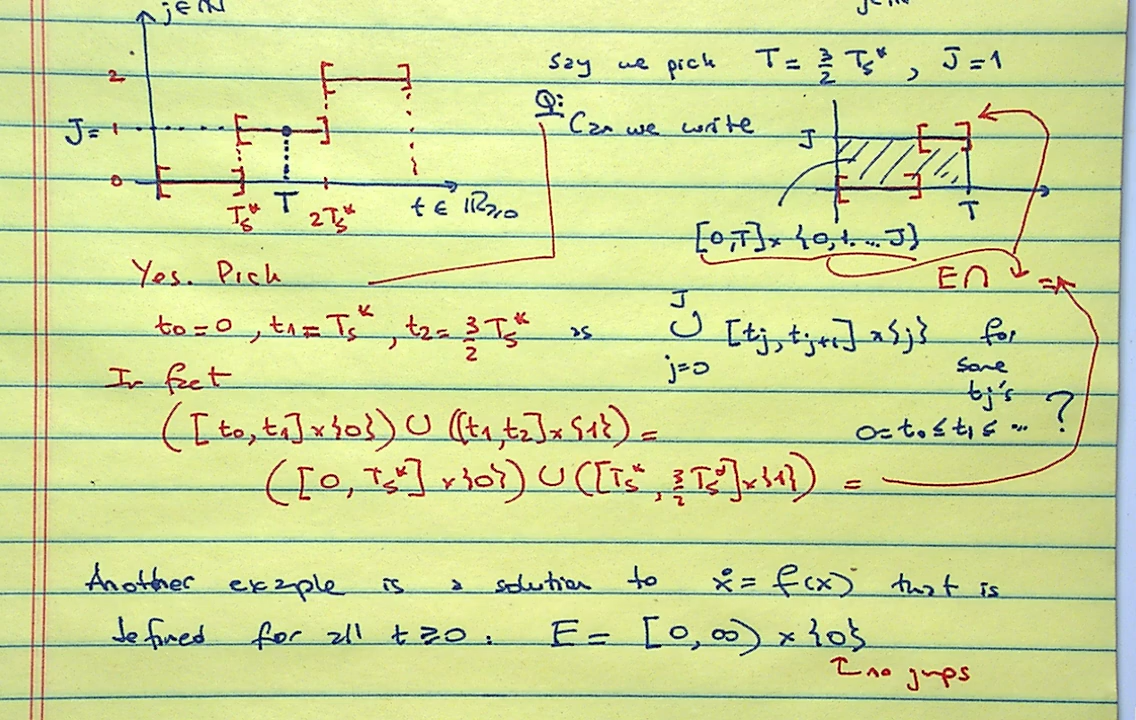 j∈ℕ
2
J= 1
0
T_s^* T 2T_s^* t ∈ ℝ≥0
say we pick T = 3/2 T_s^* , J = 1
Q:
Can we write
J
T
[0,T]×{0,1...J}
E ∩ =
Yes. Pick
t0=0 , t1=T_s^* , t2=3/2 T_s^* as
J
∪ [tj, tj+1]×{j} for
j=0
some
tj's
0=t0≤t1≤ ... ?
In fact
([t0,t1]×{0}) ∪ ([t1,t2]×{1}) =
([0, T_s^*]×{0}) ∪ ([T_s^*, 3/2 T_s^*]×{1}) =
Another example is a solution to ẋ = f(x) that is
defined for all t≥0 : E = [0,∞)×{0}
no jumps